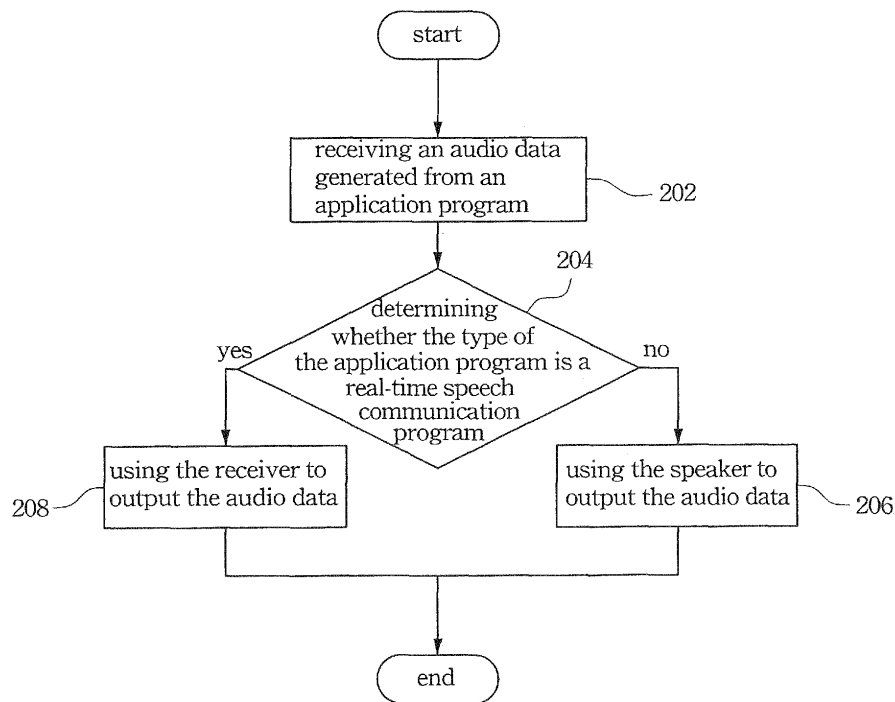 start
receiving an audio data
generated from an
application program
202
204
determining
whether the type of
the application program is a
real-time speech
communication
program
yes
no
using the receiver to
output the audio data
208
using the speaker to
output the audio data
206
end